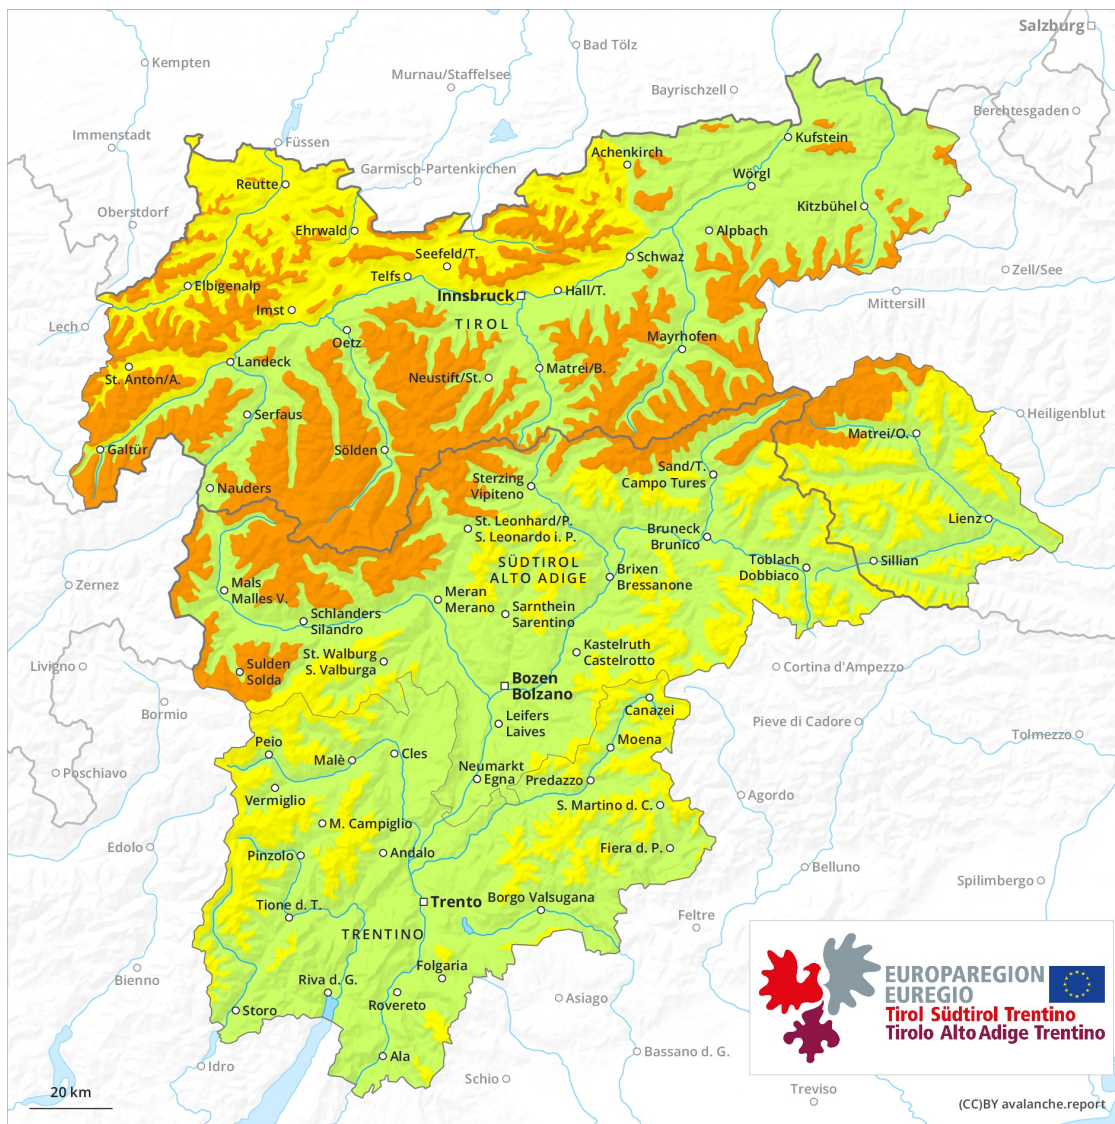 Salzburg
Kempten
Bad Tölz
Murnau/Staffelsee
Bayrischzell
Berchtesgaden
Immenstadt
Füssen
Kufstein
Achenkirch
Garmisch-Partenkirchen
Wörgl
Reutte
Oberstdorf
Kitzbühel
Ehrwald
Alpbach
Seefeld/T.
Schwaz
Zell/See
Telfs
Elbigenalp
Hall/T.
Innsbruck
Mittersill
Imst
Lech
TIROL
Oetz
Mayrhofen
Landeck
Matrei/B.
St. Anton/A.
Neustift/St.
Serfaus
Heiligenblut
Matrei/O.
Galtür
Sölden
Sand/T.
Campo Tures
Sterzing
Vipiteno
Nauders
Lienz
St. Leonhard/P.
S. Leonardo i. P.
Bruneck
Brunico
SÜDTIROL
ALTO ADIGE
Toblach
Dobbiaco
Sillian
Brixen
Bressanone
Zernez
Mals
Malles V.
Meran
Merano
Sarnthein
Sarentino
Schlanders
Silandro
Kastelruth
Castelrotto
St. Walburg
S. Valburga
Livigno
Sulden
Solda
Cortina d'Ampezzo
Bozen
Bolzano
Bormio
Canazei
Leifers
Laives
Pieve di Cadore
Tolmezzo
Peio
Moena
Cles
Malè
Poschiavo
Neumarkt
Egna
Predazzo
Vermiglio
Agordo
S. Martino d. C.
M. Campiglio
Edolo
Fiera d. P.
Pinzolo
Andalo
Belluno
Spilimbergo
Trento
Borgo Valsugana
Tione d. T.
Feltre
TRENTINO
Folgaria
Bienno
Riva d. G.
Rovereto
Asiago
Storo
Ala
Bassano d. G.
Idro
Schio
Treviso
EUROPAREGION
EUREGIO
Tirol Südtirol Trentino
Tirolo Alto Adige Trentino
20 km
(CC)BY avalanche.report